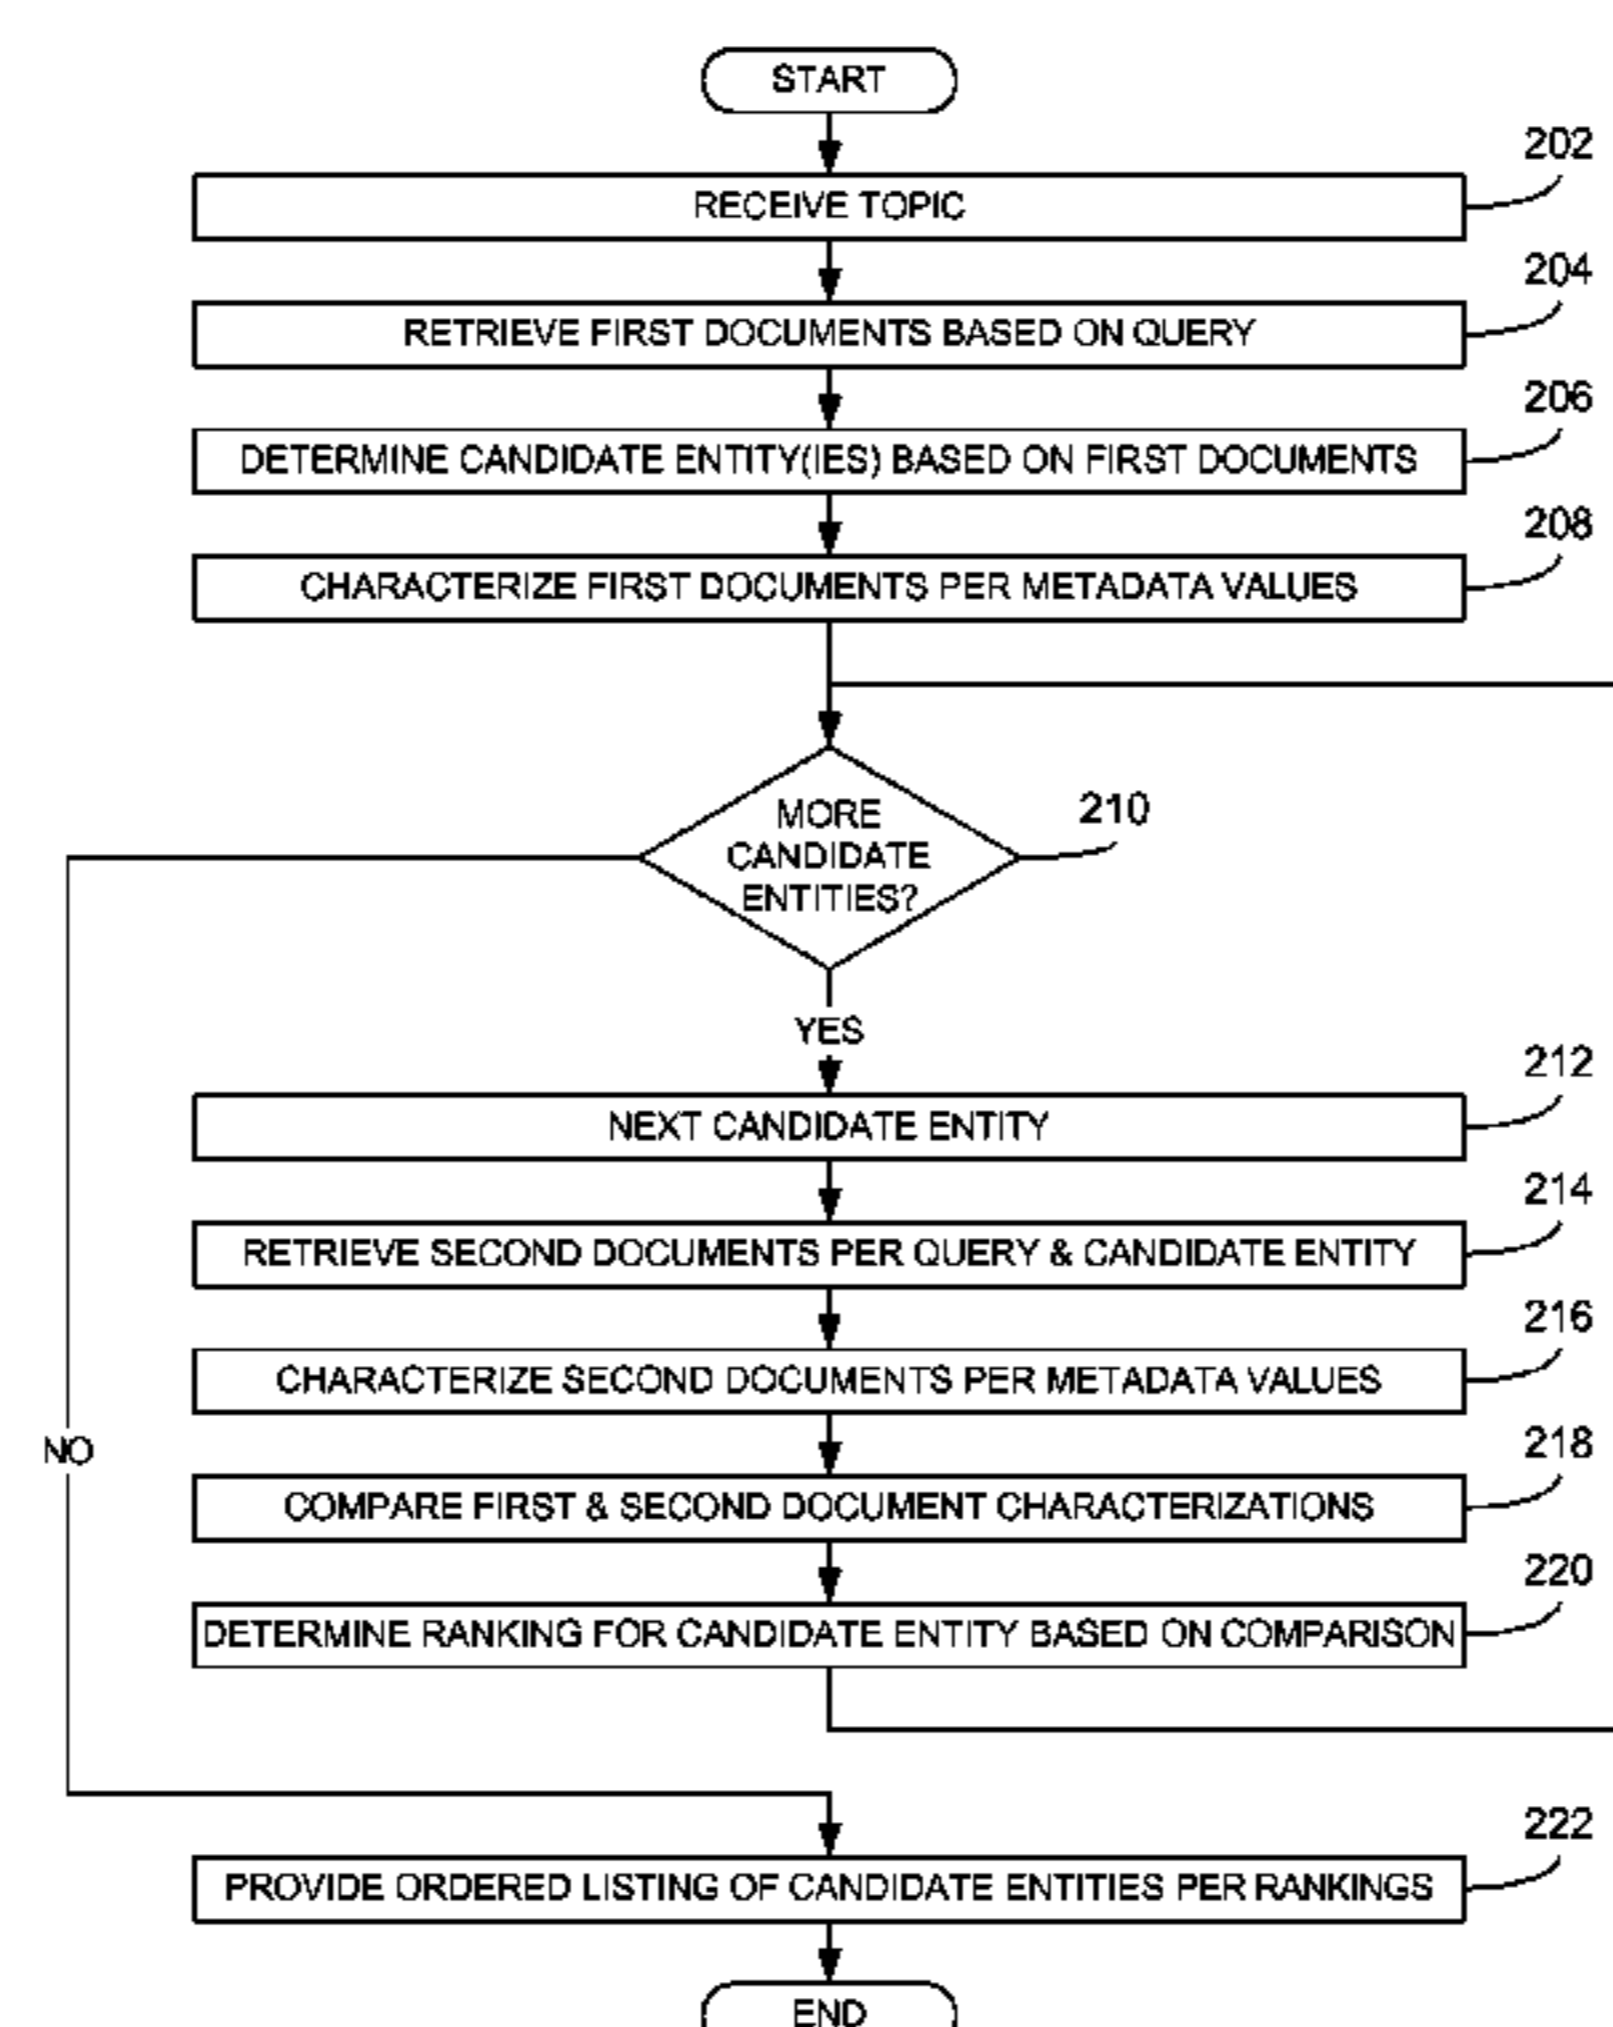 START
202
RECEIVE TOPIC
204
RETRIEVE FIRST DOCUMENTS BASED ON QUERY
206
DETERMINE CANDIDATE ENTITY(IES) BASED ON FIRST DOCUMENTS
208
CHARACTERIZE FIRST DOCUMENTS PER METADATA VALUES
210
MORE
CANDIDATE
ENTITIES?
YES
212
NEXT CANDIDATE ENTITY
214
RETRIEVE SECOND DOCUMENTS PER QUERY & CANDIDATE ENTITY
216
CHARACTERIZE SECOND DOCUMENTS PER METADATA VALUES
NO
218
COMPARE FIRST & SECOND DOCUMENT CHARACTERIZATIONS
220
DETERMINE RANKING FOR CANDIDATE ENTITY BASED ON COMPARISON
222
PROVIDE ORDERED LISTING OF CANDIDATE ENTITIES PER RANKINGS
END